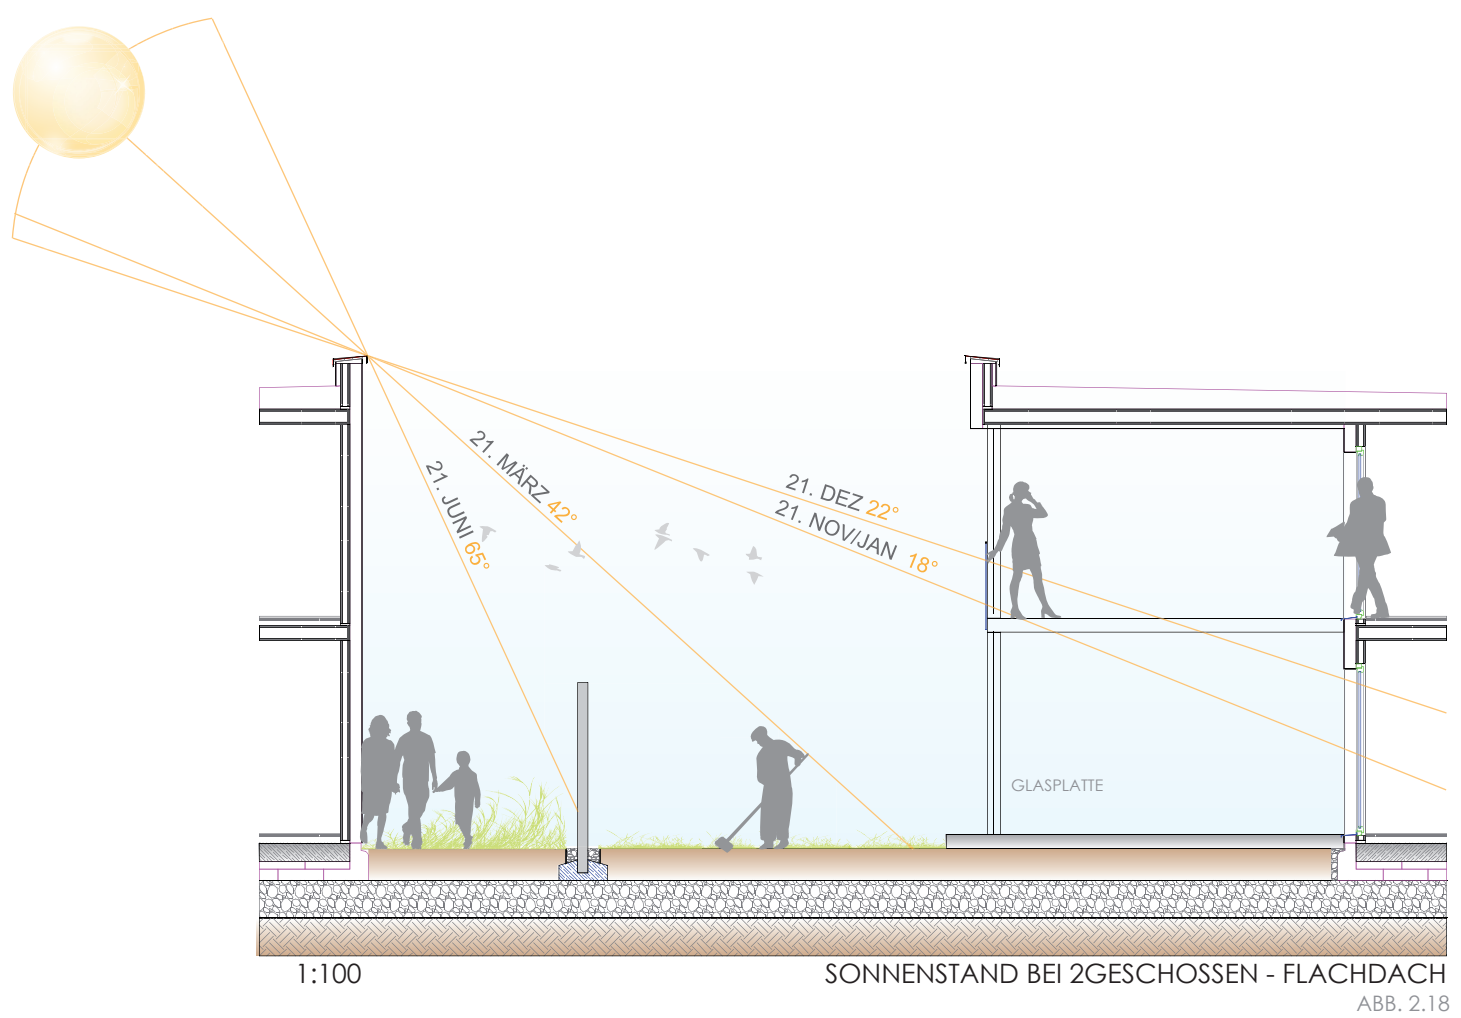 21. JUNI 65°
21. MÄRZ 42°
21. DEZ 22°
21. NOV/JAN 18°
GLASPLATTE
1:100
SONNENSTAND BEI 2GESCHOSSEN - FLACHDACH
ABB. 2.18